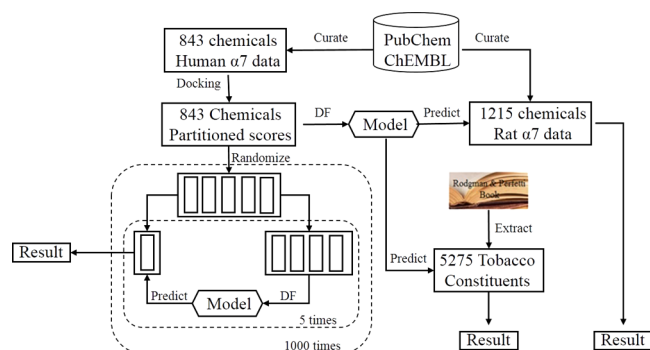 843 chemicals
Human α7 data
Curate
PubChem
ChEMBL
Curate
Docking
843 Chemicals
Partitioned scores
DF
Model
Predict
1215 chemicals
Rat α7 data
Randomize
Rodgman & Perfetti
Book
Extract
Result
Predict
5275 Tobacco
Constituents
Predict
Model
DF
5 times
1000 times
Result
Result